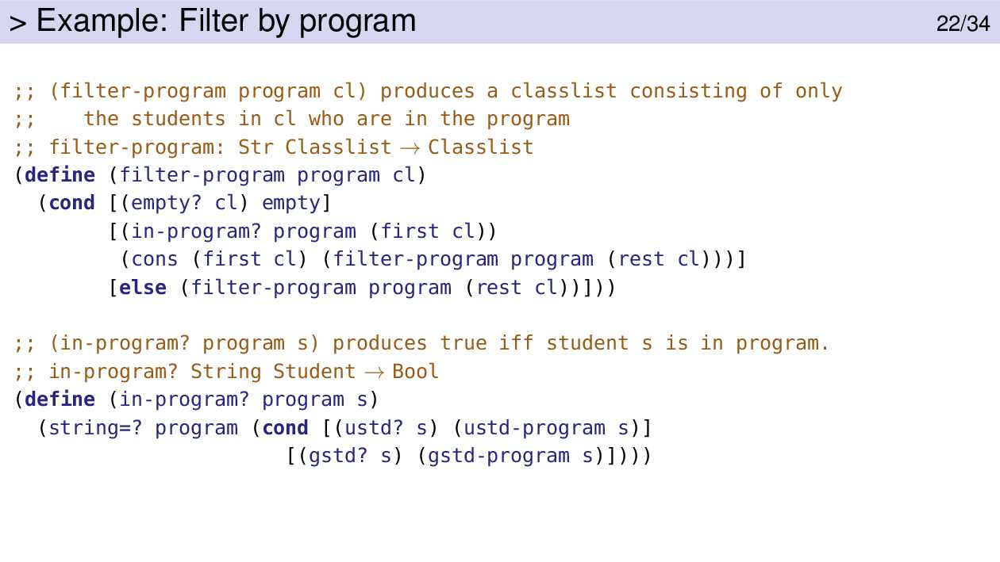 > Example: Filter by program 22/34
;; (filter-program program cl) produces a classlist consisting of only
;;    the students in cl who are in the program
;; filter-program: Str Classlist → Classlist
(define (filter-program program cl)
  (cond [(empty? cl) empty]
        [(in-program? program (first cl))
         (cons (first cl) (filter-program program (rest cl)))]
        [else (filter-program program (rest cl))]))
;; (in-program? program s) produces true iff student s is in program.
;; in-program? String Student → Bool
(define (in-program? program s)
  (string=? program (cond [(ustd? s) (ustd-program s)]
                       [(gstd? s) (gstd-program s)])))